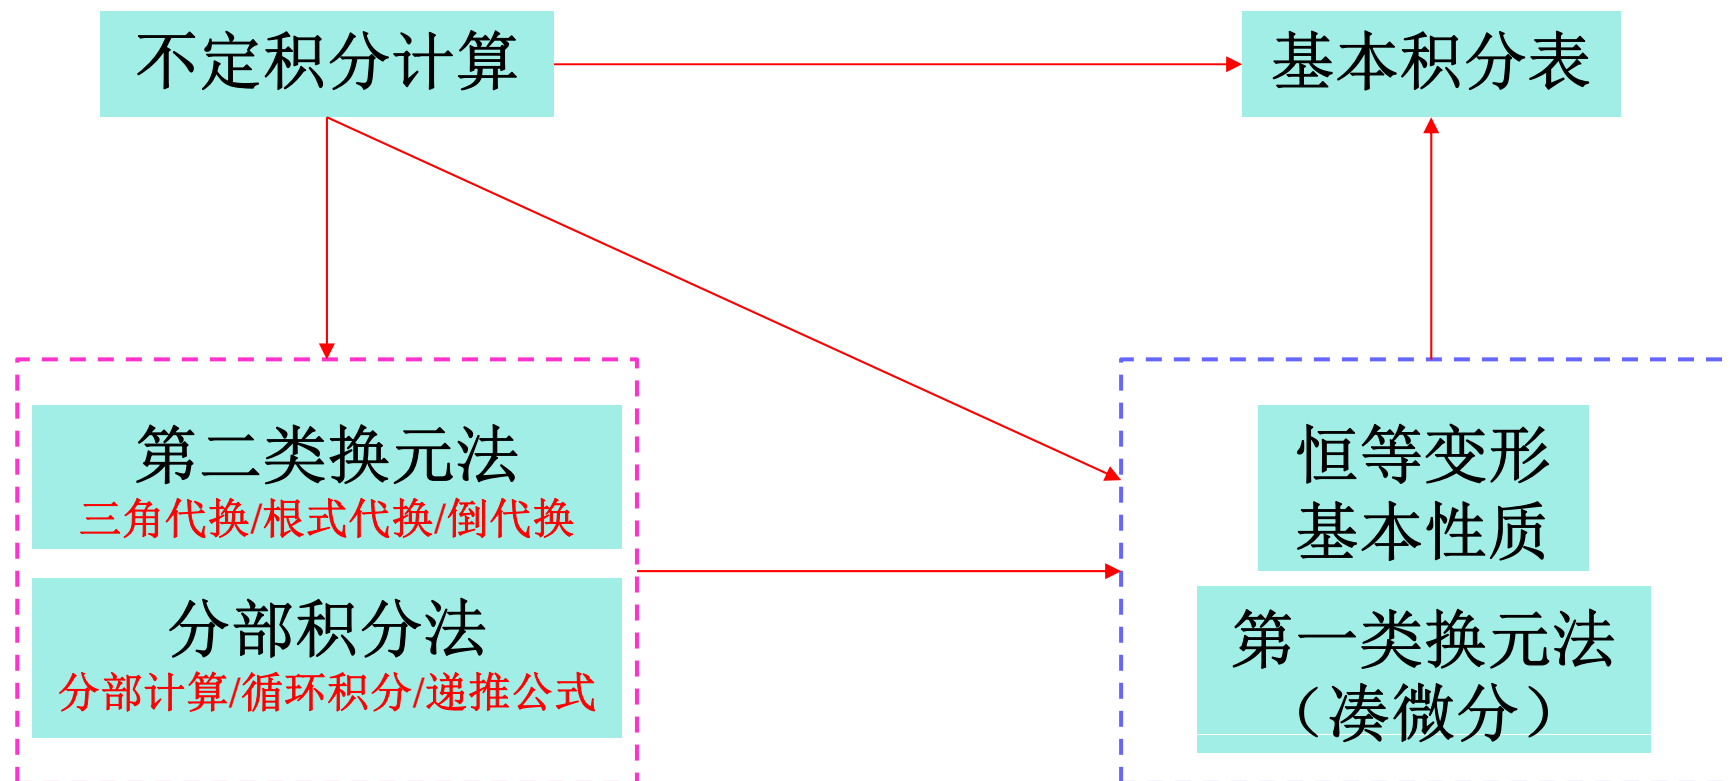 不定积分计算
基本积分表
第二类换元法
三角代换/根式代换/倒代换
分部积分法
分部计算/循环积分/递推公式
恒等变形
基本性质
第一类换元法
（凑微分）